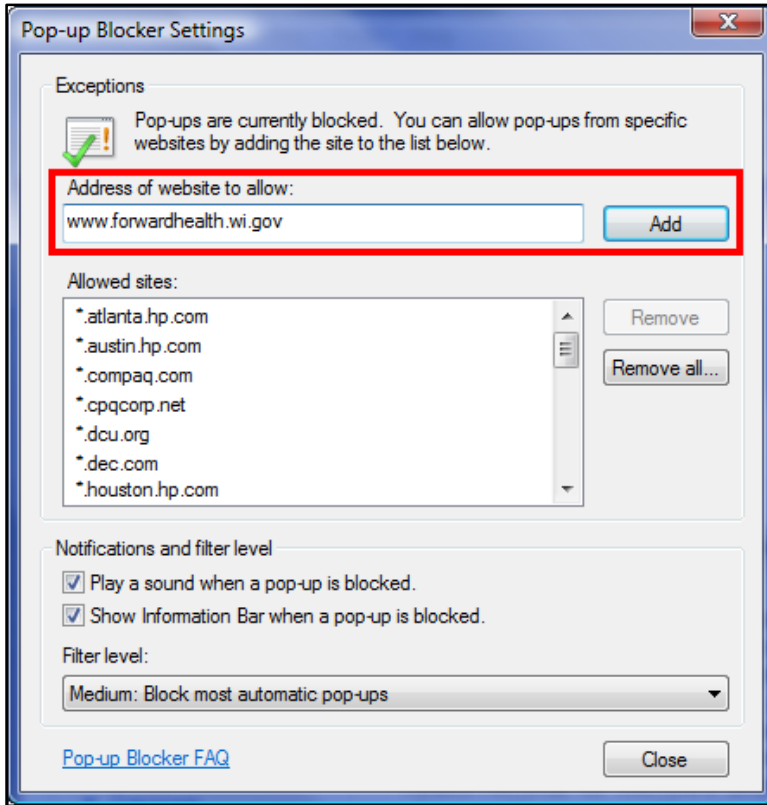 Pop-up Blocker Settings
Exceptions
Pop-ups are currently blocked. You can allow pop-ups from specific
websites by adding the site to the list below.
Address of website to allow:
www.forwardhealth.wi.gov
Add
Allowed sites:
*.atlanta.hp.com
*.austin.hp.com
*.compaq.com
*.cpqcorp.net
*.dcu.org
*.dec.com
*.houston.hp.com
Remove
Remove all...
Notifications and filter level
Play a sound when a pop-up is blocked.
Show Information Bar when a pop-up is blocked.
Filter level:
Medium: Block most automatic pop-ups
Pop-up Blocker FAQ
Close